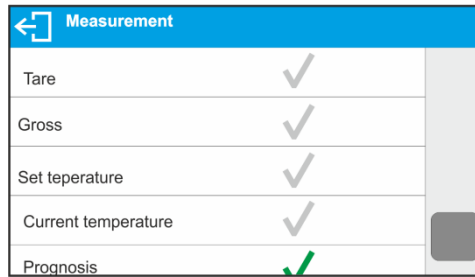 Measurement
Tare
Gross
Set teperature
Current temperature
Prognosis